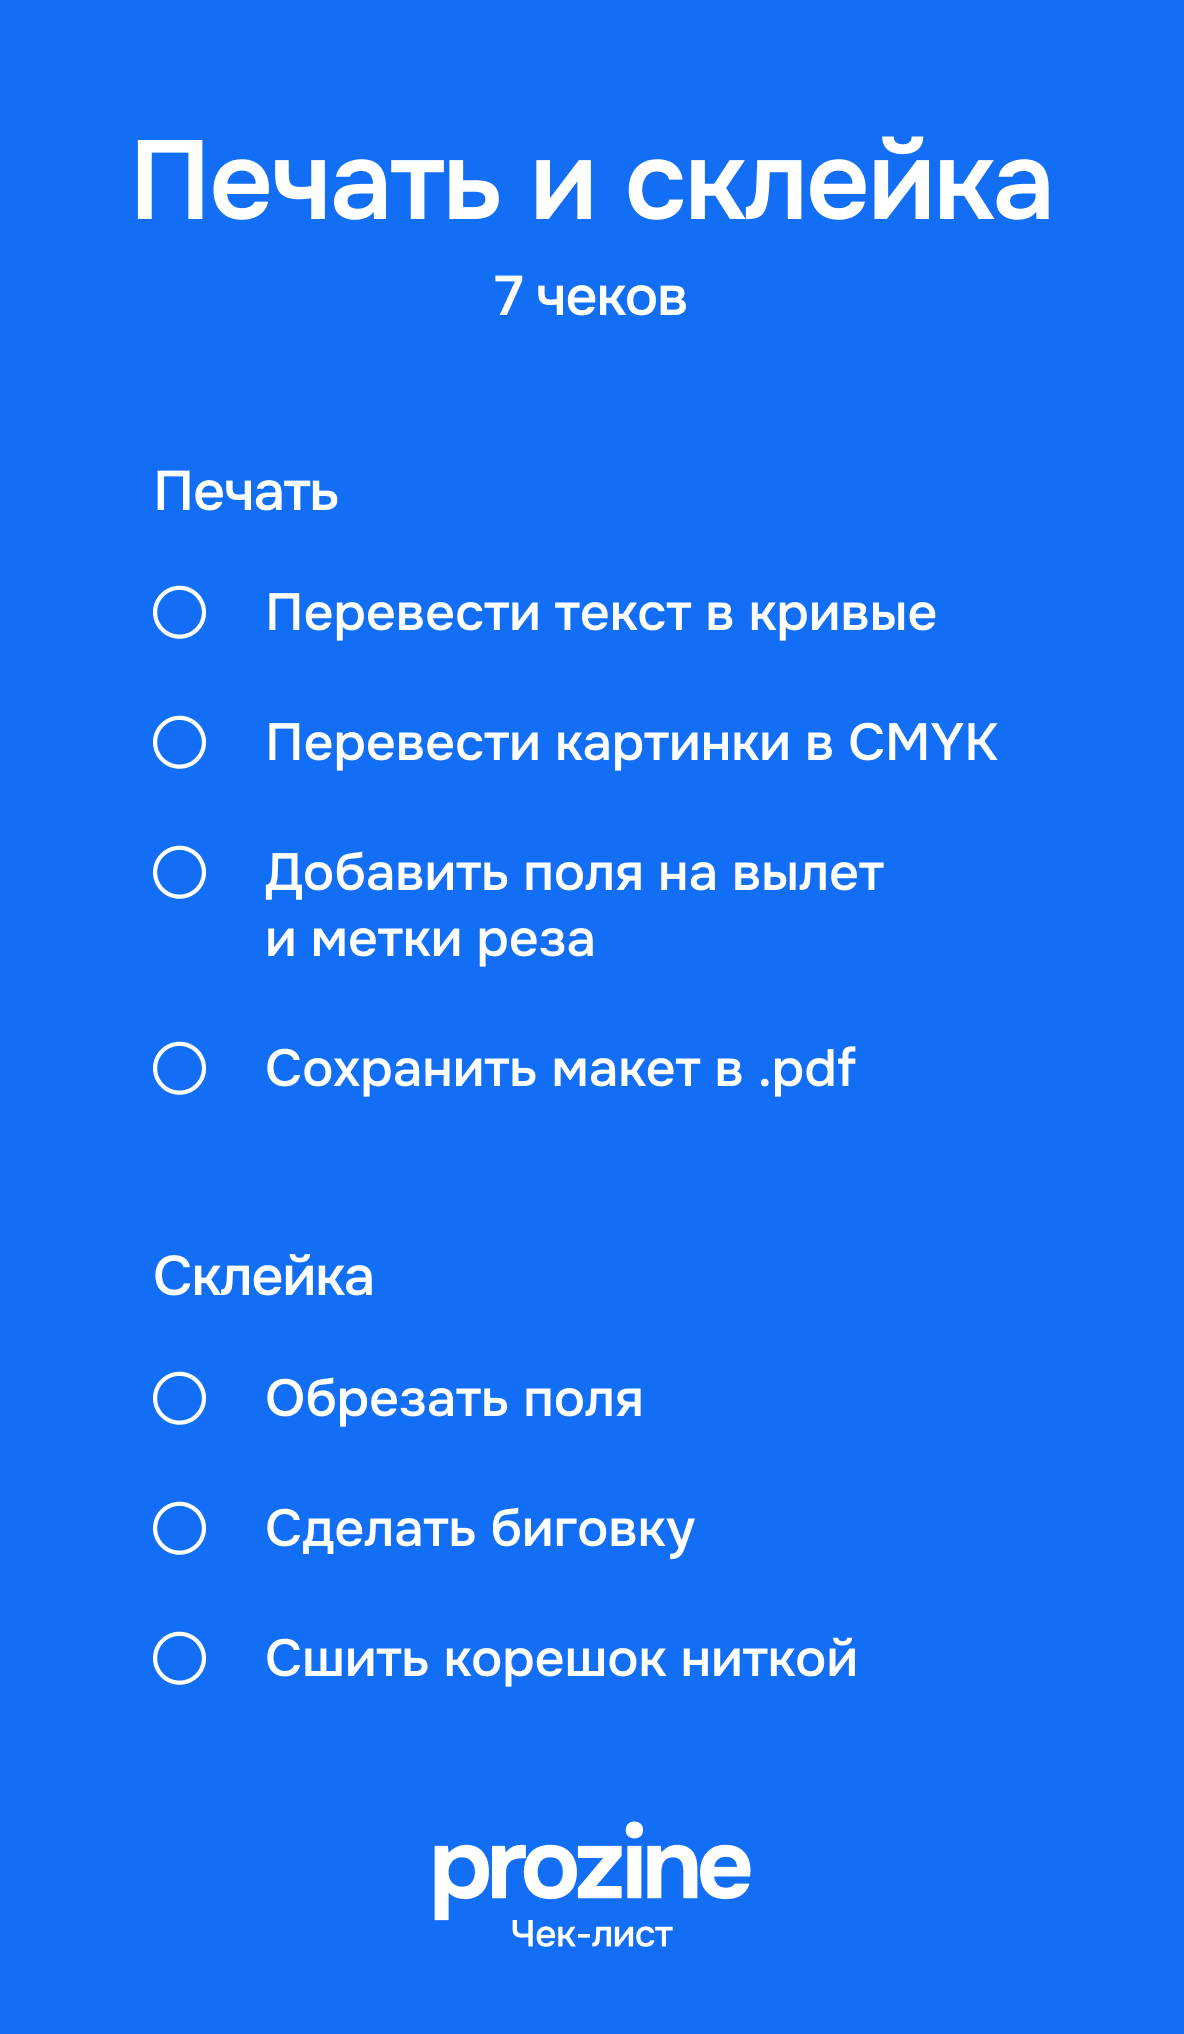 Печать и склейка
7 чеков
Печать
Перевести текст в кривые
Перевести картинки в CMYK
Добавить поля на вылет
и метки реза
Сохранить макет в .pdf
Склейка
Обрезать поля
Сделать биговку
Сшить корешок ниткой
prozine
Чек-лист